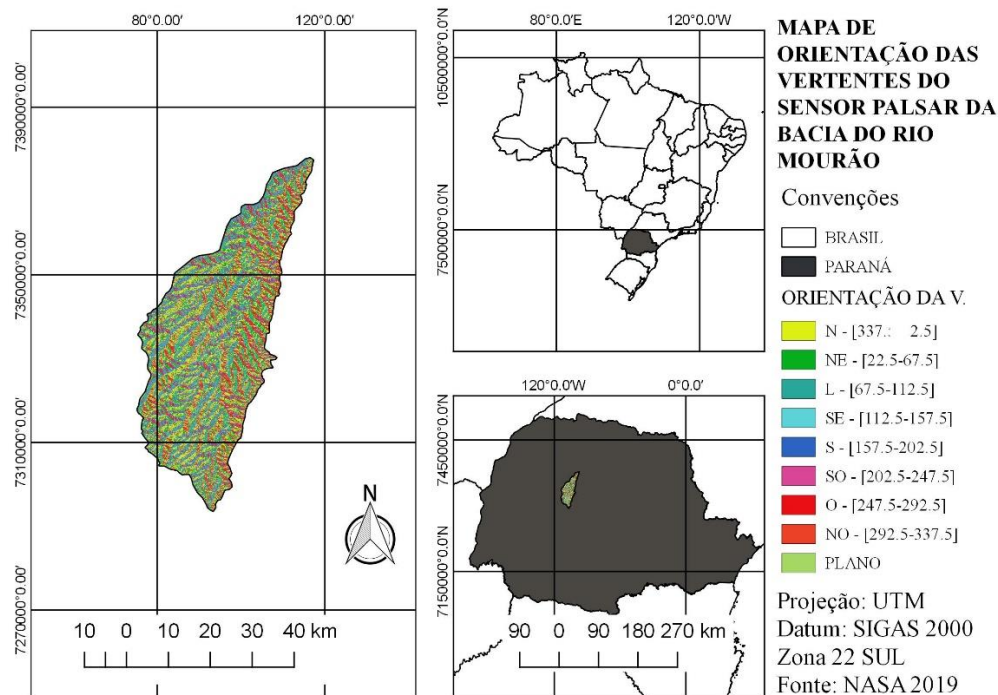 80°0.00' 120°0.00'
7390000°0.00'
7350000°0.00'
7310000°0.00'
7270000°0.00'
N
10 0 10 20 30 40 km
80°0.0'E 120°0.0'W
10500000°0.0'N
7500000°0.0'N
120°0.0'W 0°0.0'
7450000°0.0'N
7150000°0.0'N
90 0 90 180 270 km
MAPA DE
ORIENTAÇÃO DAS
VERTENTES DO
SENSOR PALSAR DA
BACIA DO RIO
MOURÃO
Convenções
BRASIL
PARANÁ
ORIENTAÇÃO DA V.
N - [337.: 2.5]
NE - [22.5-67.5]
L - [67.5-112.5]
SE - [112.5-157.5]
S - [157.5-202.5]
SO - [202.5-247.5]
O - [247.5-292.5]
NO - [292.5-337.5]
PLANO
Projeção: UTM
Datum: SIGAS 2000
Zona 22 SUL
Fonte: NASA 2019